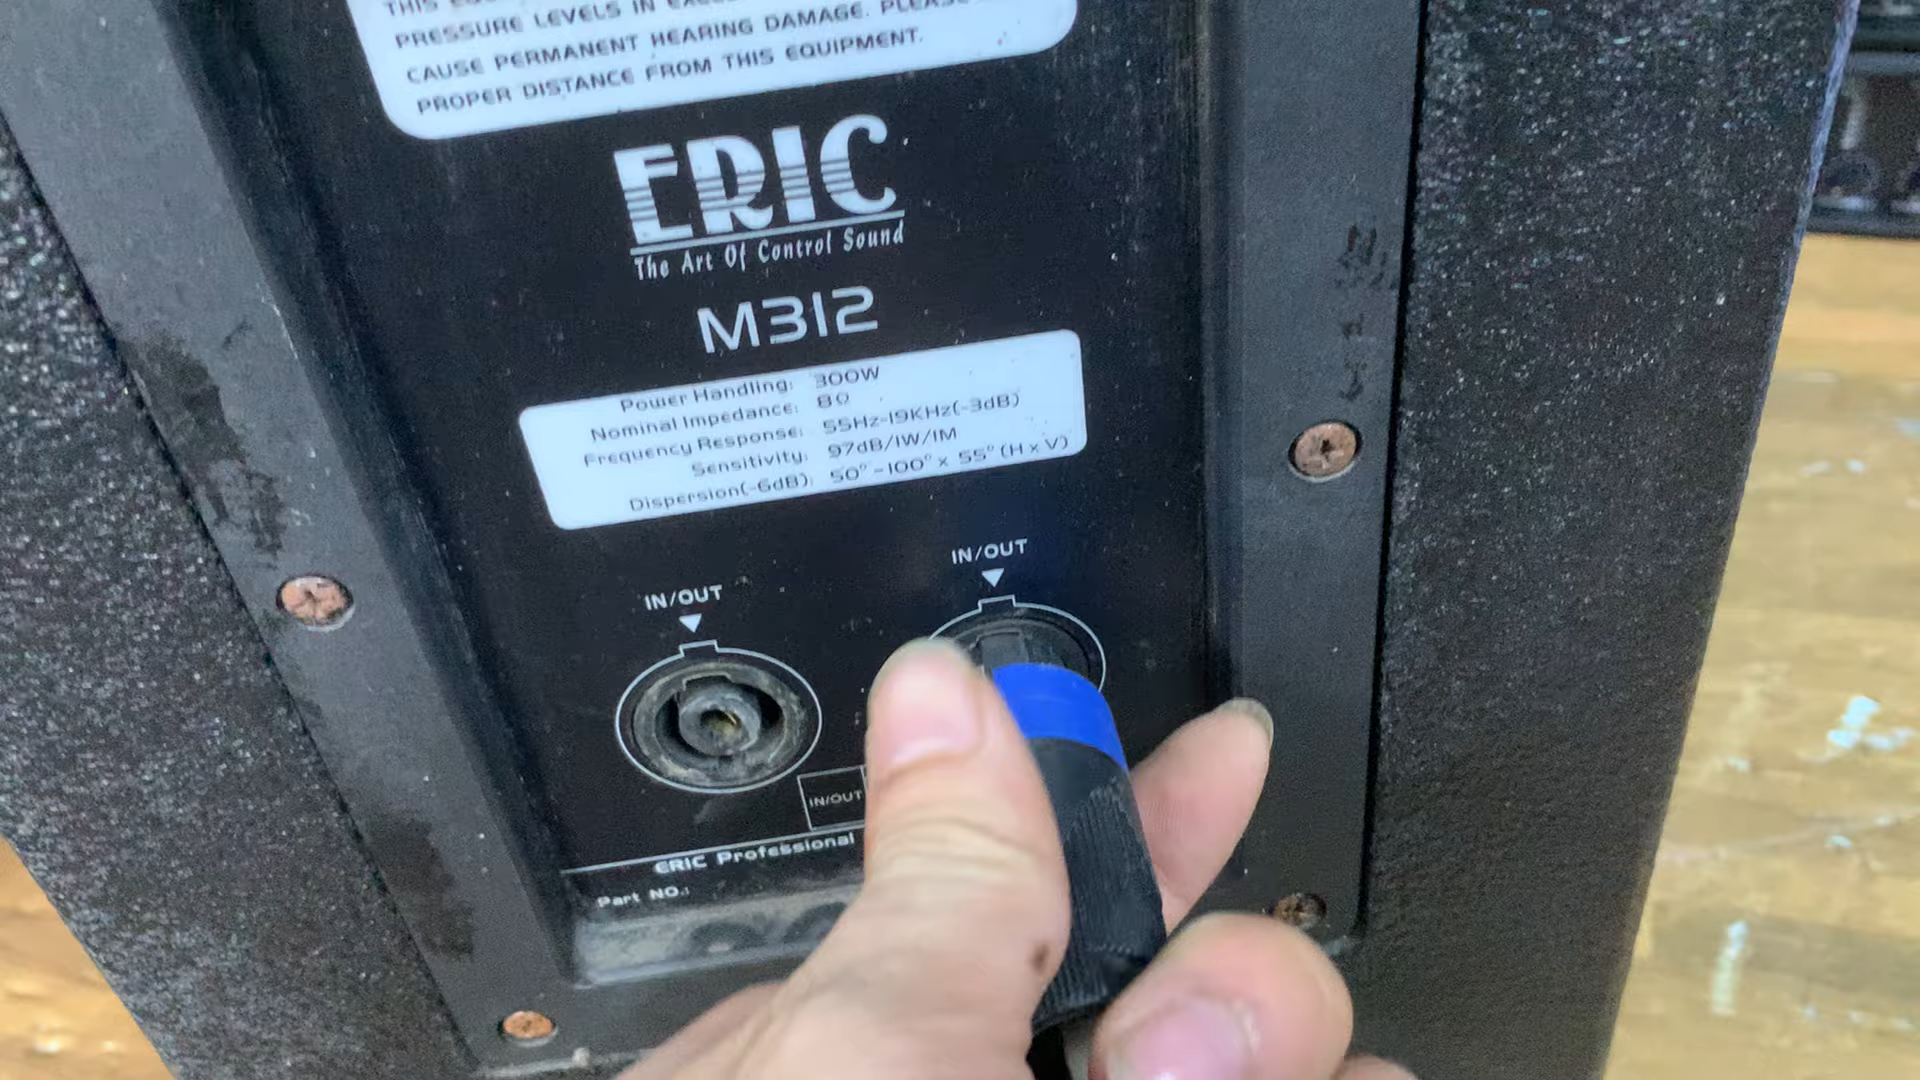 PRESSURE LEVELS IN
CAUSE PERMANENT HEARING DAMAGE. PLEASE
PROPER DISTANCE FROM THIS EQUIPMENT.
ERIC
The Art Of Control Sound
M312
Power Handling: 300W
Nominal Impedance: 8Ω
Frequency Response: 55Hz-19KHz(-3dB)
Sensitivity: 97dB/1W/1M
Dispersion(-6dB): 50°-100° x 55° (H x V)
IN/OUT
IN/OUT
IN/OUT
ERIC Professional
Part NO.: